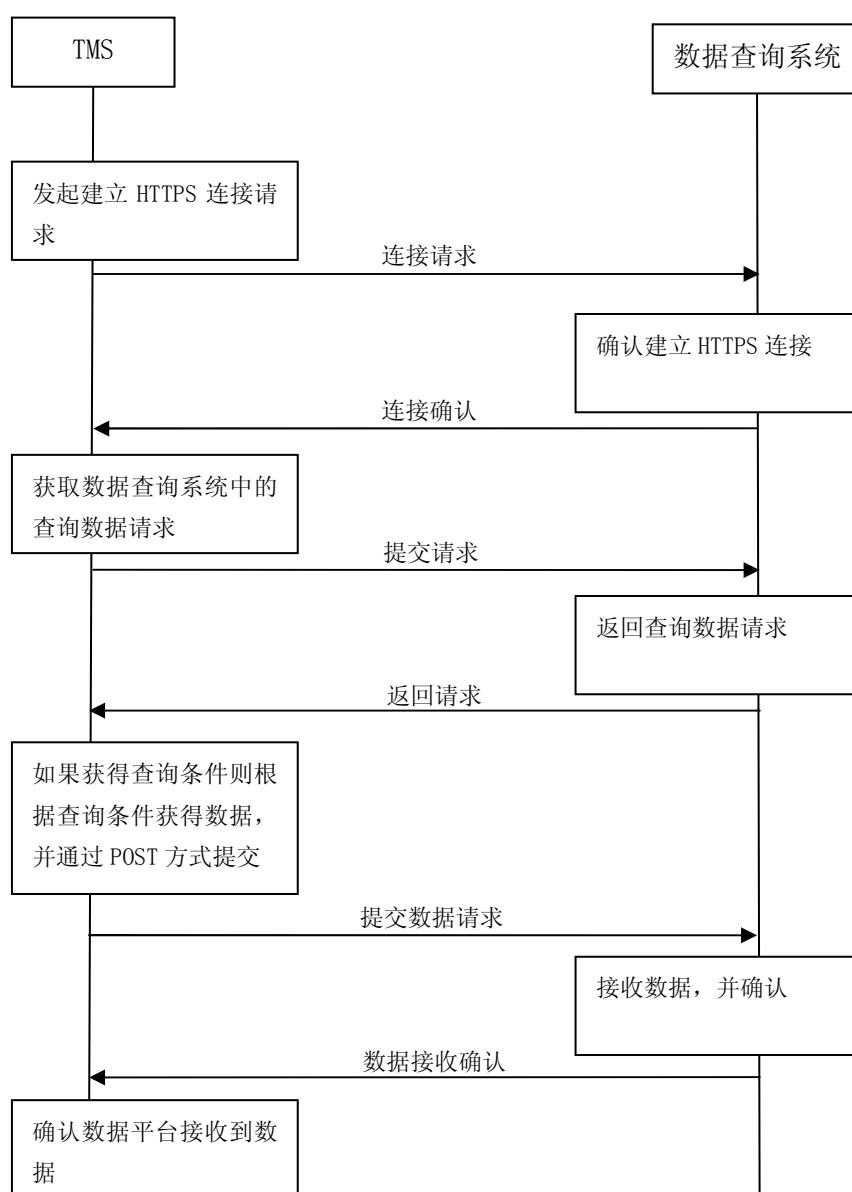 TMS
数据查询系统
发起建立 HTTPS 连接请
求
连接请求
确认建立 HTTPS 连接
连接确认
获取数据查询系统中的
查询数据请求
提交请求
返回查询数据请求
返回请求
如果获得查询条件则根
据查询条件获得数据，
并通过 POST 方式提交
提交数据请求
接收数据，并确认
数据接收确认
确认数据平台接收到数
据